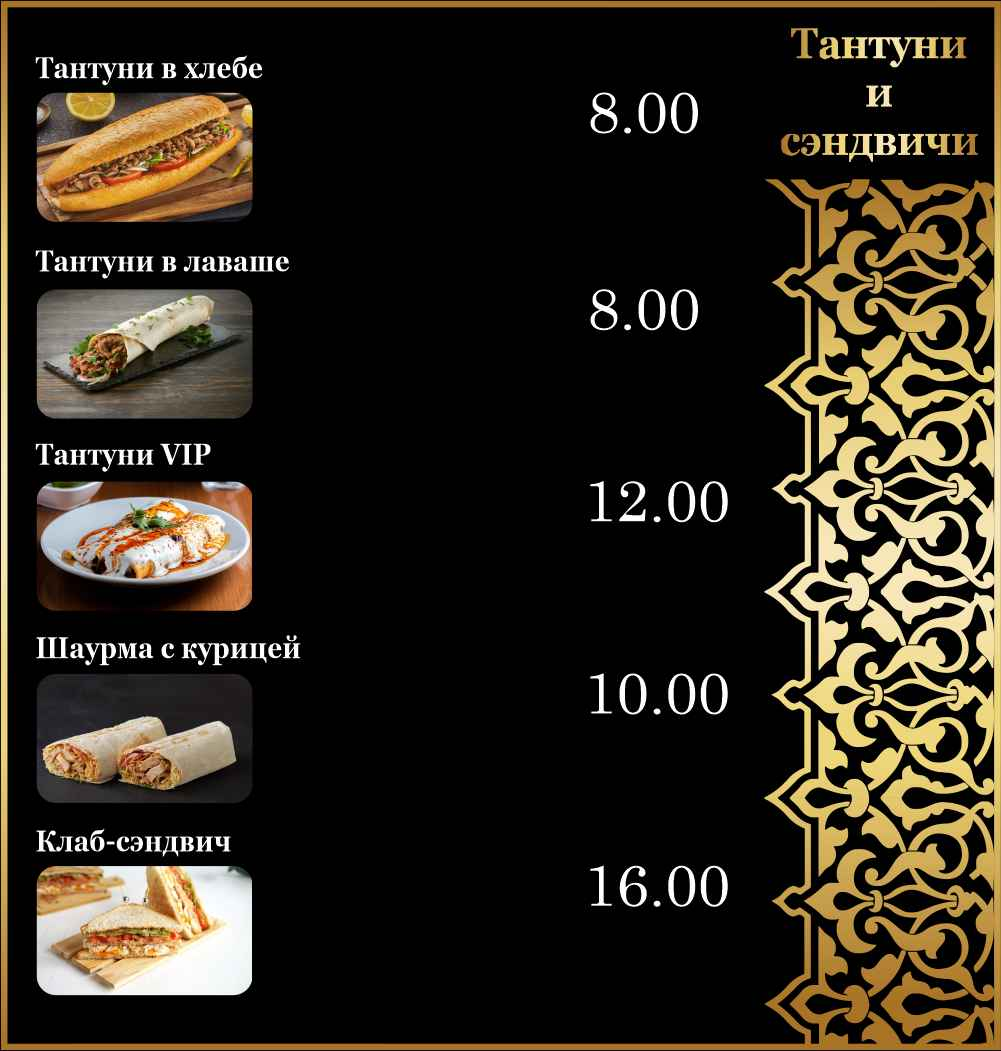 Тантуни
и
сэндвичи
Тантуни в хлебе
8.00
Тантуни в лаваше
8.00
Тантуни VIP
12.00
Шаурма с курицей
10.00
Клаб-сэндвич
16.00